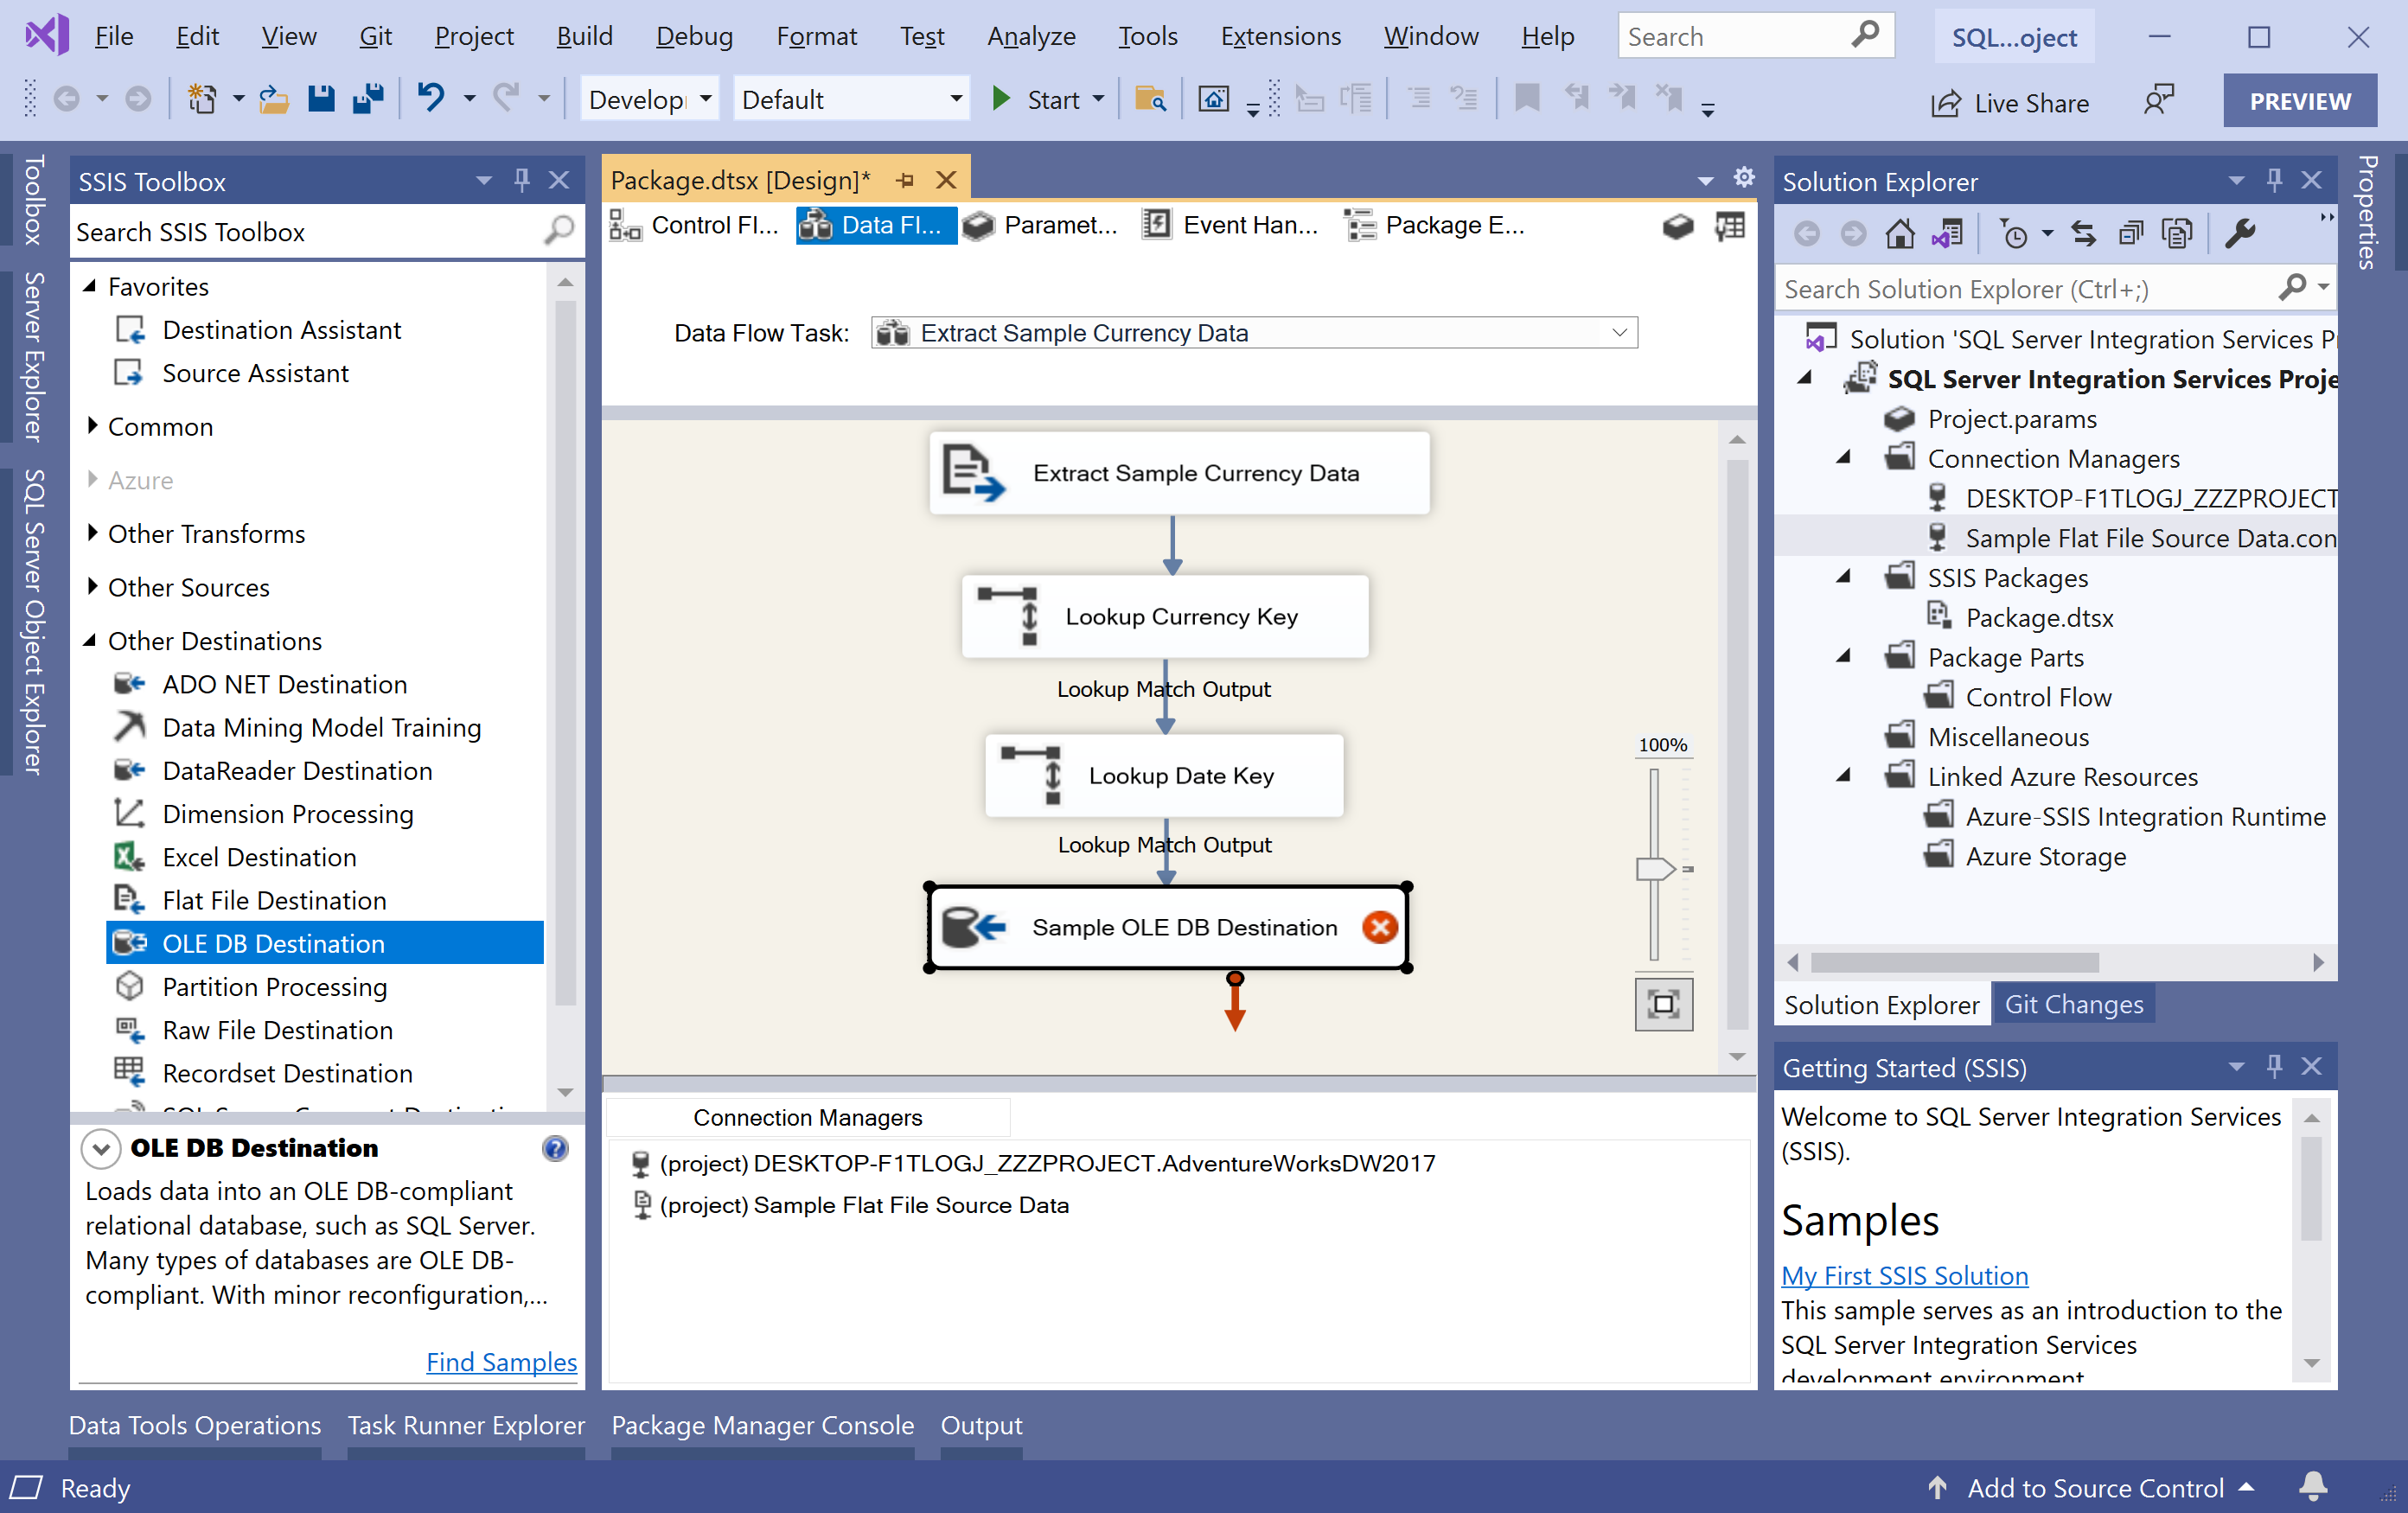 File Edit View Git Project Build Debug Format Test Analyze Tools Extensions Window Help Search SQL...oject
Develop Default Start Live Share PREVIEW
Toolbox
Server Explorer
SQL Server Object Explorer
SSIS Toolbox
Search SSIS Toolbox
Favorites
Destination Assistant
Source Assistant
Common
Azure
Other Transforms
Other Sources
Other Destinations
ADO NET Destination
Data Mining Model Training
DataReader Destination
Dimension Processing
Excel Destination
Flat File Destination
OLE DB Destination
Partition Processing
Raw File Destination
Recordset Destination
OLE DB Destination
Loads data into an OLE DB-compliant
relational database, such as SQL Server.
Many types of databases are OLE DB-
compliant. With minor reconfiguration,...
Find Samples
Package.dtsx [Design]*
Control Fl... Data Fl... Paramet... Event Han... Package E...
Data Flow Task: Extract Sample Currency Data
Extract Sample Currency Data
Lookup Currency Key
Lookup Match Output
Lookup Date Key
Lookup Match Output
Sample OLE DB Destination
100%
Connection Managers
(project) DESKTOP-F1TLOGJ_ZZZPROJECT.AdventureWorksDW2017
(project) Sample Flat File Source Data
Solution Explorer
Search Solution Explorer (Ctrl+;)
Solution 'SQL Server Integration Services P
SQL Server Integration Services Proje
Project.params
Connection Managers
DESKTOP-F1TLOGJ_ZZZPROJECT
Sample Flat File Source Data.con
SSIS Packages
Package.dtsx
Package Parts
Control Flow
Miscellaneous
Linked Azure Resources
Azure-SSIS Integration Runtime
Azure Storage
Solution Explorer Git Changes
Getting Started (SSIS)
Welcome to SQL Server Integration Services
(SSIS).
Samples
My First SSIS Solution
This sample serves as an introduction to the
SQL Server Integration Services
development environment
Properties
Data Tools Operations Task Runner Explorer Package Manager Console Output
Ready Add to Source Control